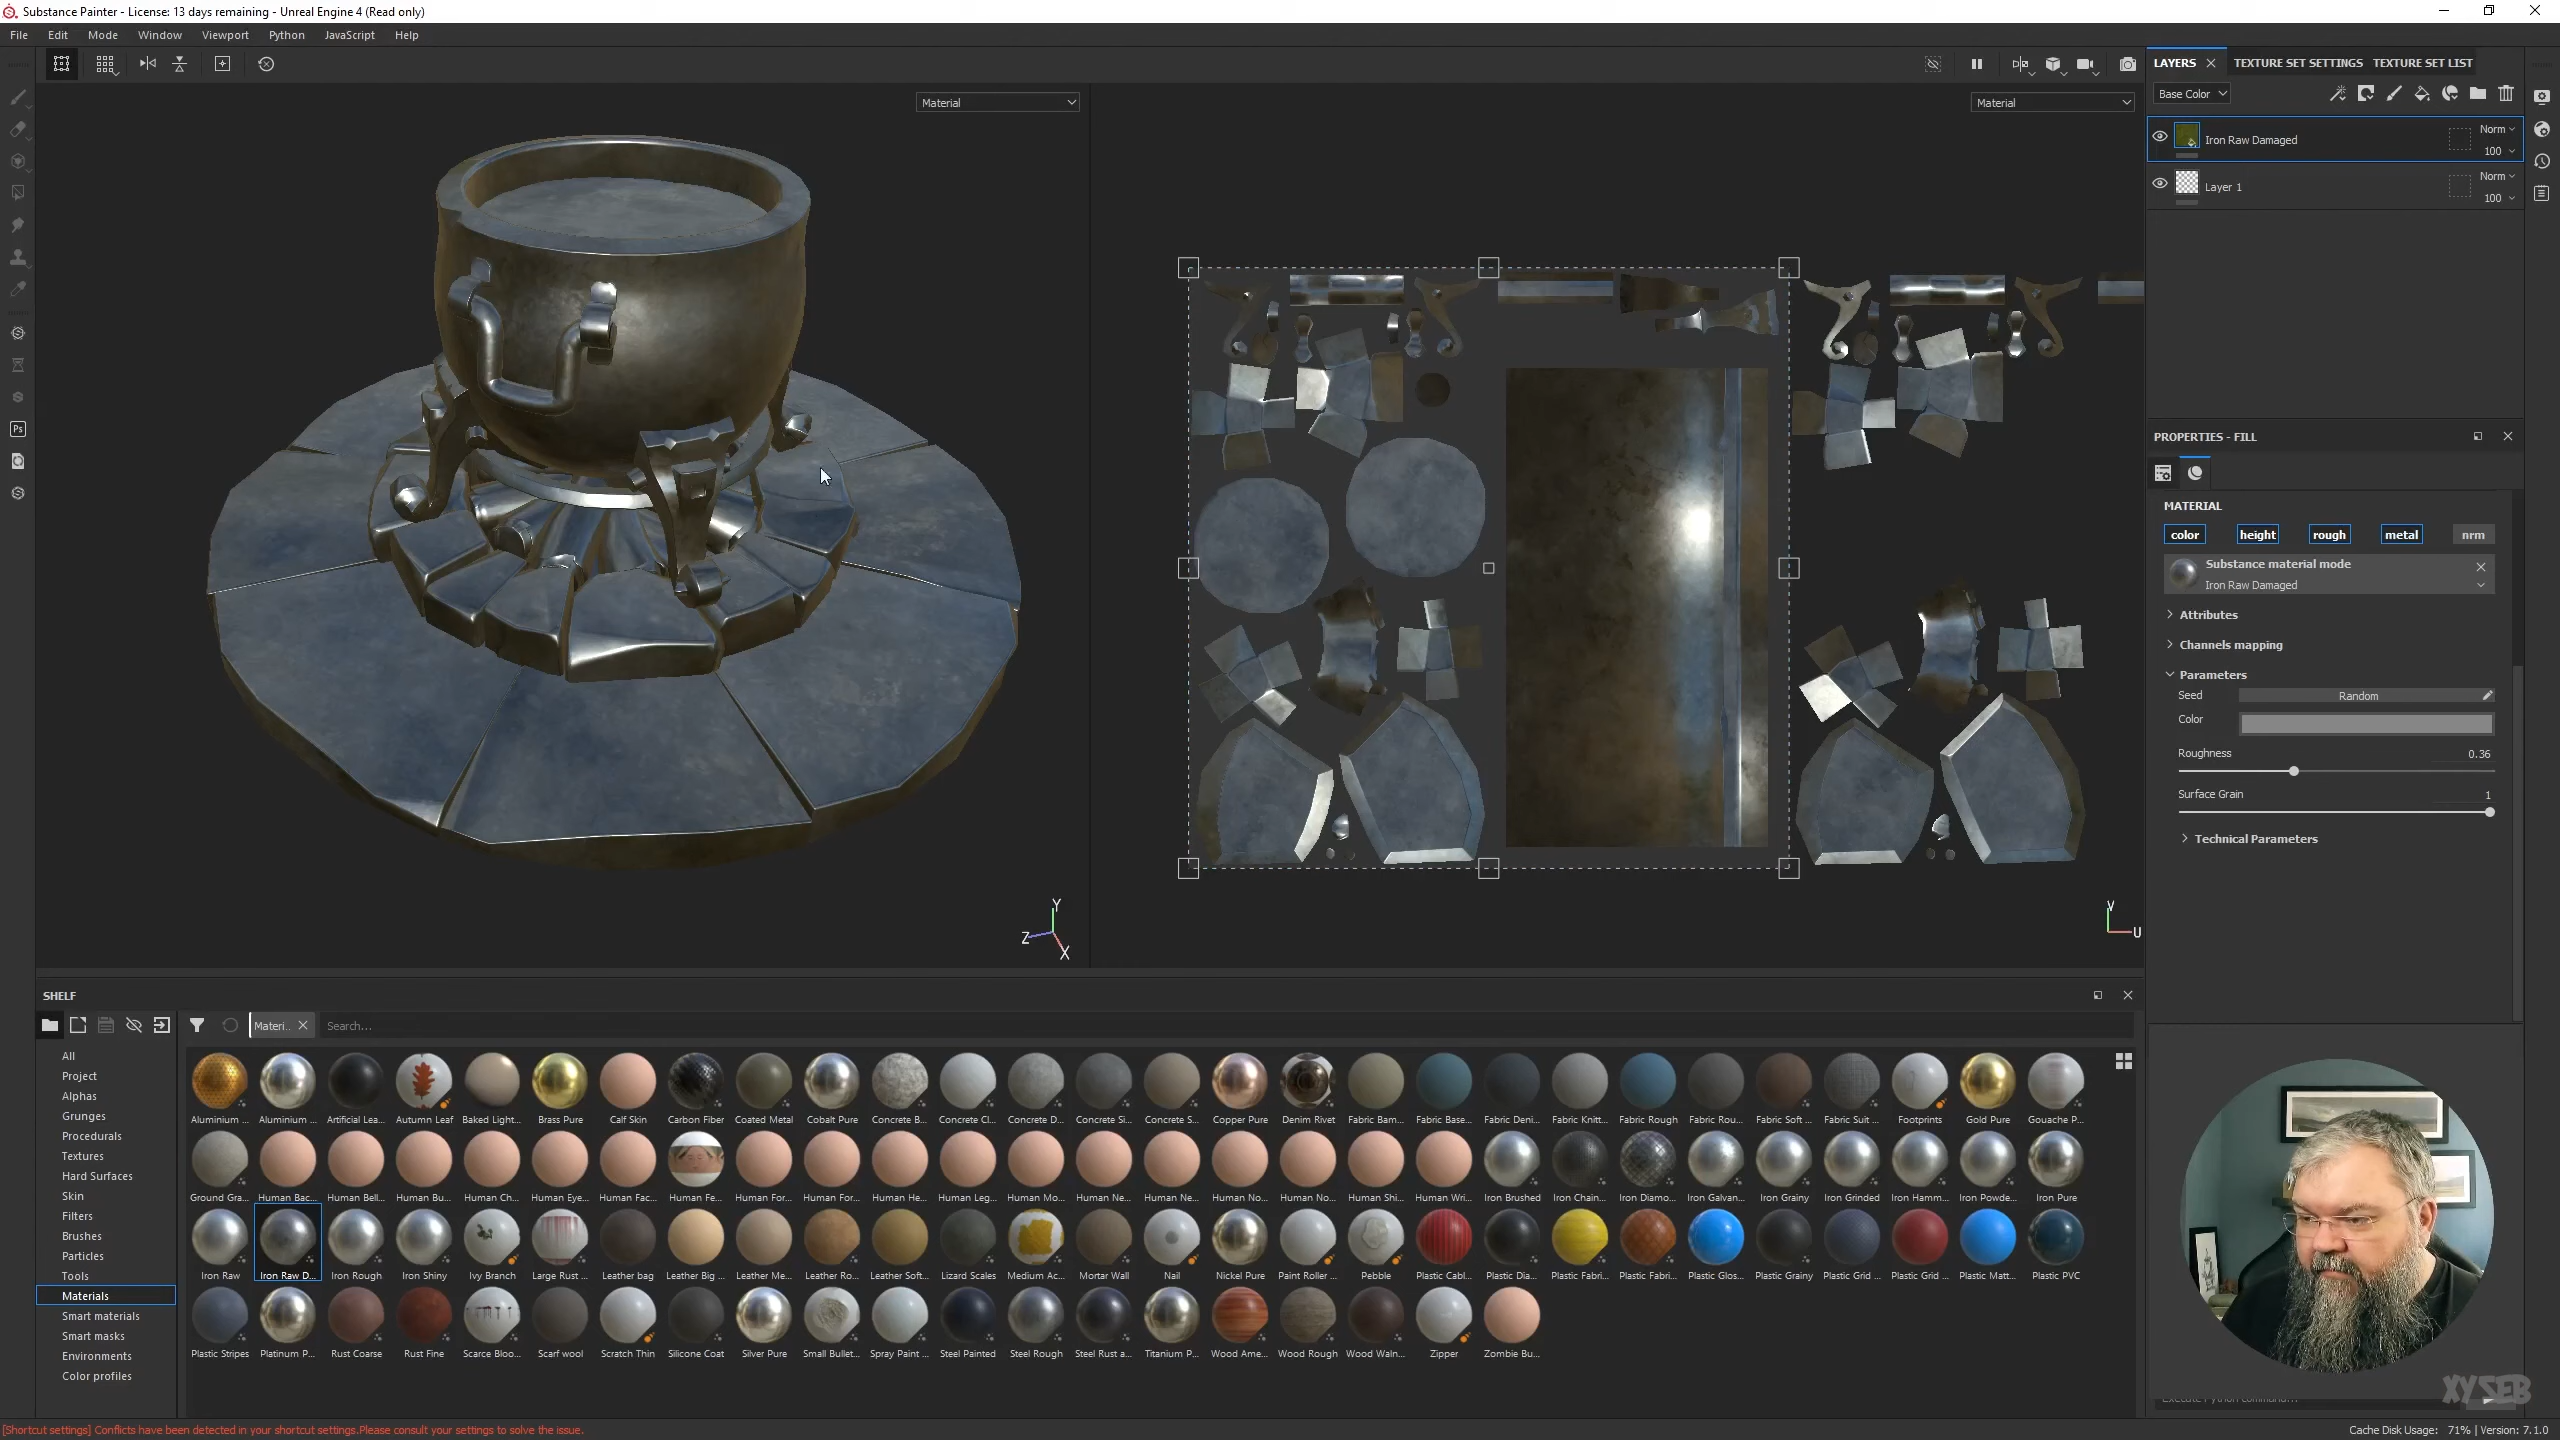 Substance Painter - License: 13 days remaining - Unreal Engine 4 (Read only)
File Edit Mode Window Viewport Python JavaScript Help
LAYERS TEXTURE SET SETTINGS TEXTURE SET LIST
Base Color
Material
Material
Norm
Iron Raw Damaged
100
Norm
Layer 1
100
PROPERTIES - FILL
MATERIAL
color height rough metal nrm
Substance material mode
Iron Raw Damaged
Attributes
Channels mapping
Parameters
Seed Random
Color
Roughness 0.36
Surface Grain 1
Technical Parameters
Ps
Y
Z
X
V
U
SHELF
Materi.. Search...
All
Project
Alphas
Grunges
Procedurals
Textures
Hard Surfaces
Skin
Filters
Brushes
Particles
Tools
Materials
Smart materials
Smart masks
Environments
Color profiles
Aluminium ... Aluminium ... Artificial Lea... Autumn Leaf Baked Light... Brass Pure Calf Skin Carbon Fiber Coated Metal Cobalt Pure Concrete B... Concrete Cl... Concrete D... Concrete Si... Concrete S... Copper Pure Denim Rivet Fabric Bam... Fabric Base... Fabric Deni... Fabric Knitt... Fabric Rough Fabric Rou... Fabric Soft ... Fabric Suit ... Footprints Gold Pure Gouache P...
Ground Gra... Human Bac... Human Bell... Human Bu... Human Ch... Human Eye... Human Fac... Human Fe... Human For... Human For... Human He... Human Leg... Human Mo... Human Ne... Human Ne... Human No... Human No... Human Shi... Human Wri... Iron Brushed Iron Chain... Iron Diamo... Iron Galvan... Iron Grainy Iron Grinded Iron Hamm... Iron Powde... Iron Pure
Iron Raw Iron Raw D... Iron Rough Iron Shiny Ivy Branch Large Rust ... Leather bag Leather Big ... Leather Me... Leather Ro... Leather Soft... Lizard Scales Medium Ac... Mortar Wall Nail Nickel Pure Paint Roller ... Pebble Plastic Cabl... Plastic Dia... Plastic Fabri... Plastic Fabri... Plastic Glos... Plastic Grainy Plastic Grid ... Plastic Grid ... Plastic Matt... Plastic PVC
Plastic Stripes Platinum P... Rust Coarse Rust Fine Scarce Bloo... Scarf wool Scratch Thin Silicone Coat Silver Pure Small Bullet... Spray Paint ... Steel Painted Steel Rough Steel Rust a... Titanium P... Wood Ame... Wood Rough Wood Waln... Zipper Zombie Bu...
XYSEB
[Shortcut settings] Conflicts have been detected in your shortcut settings.Please consult your settings to solve the issue.
Cache Disk Usage: 71% | Version: 7.1.0